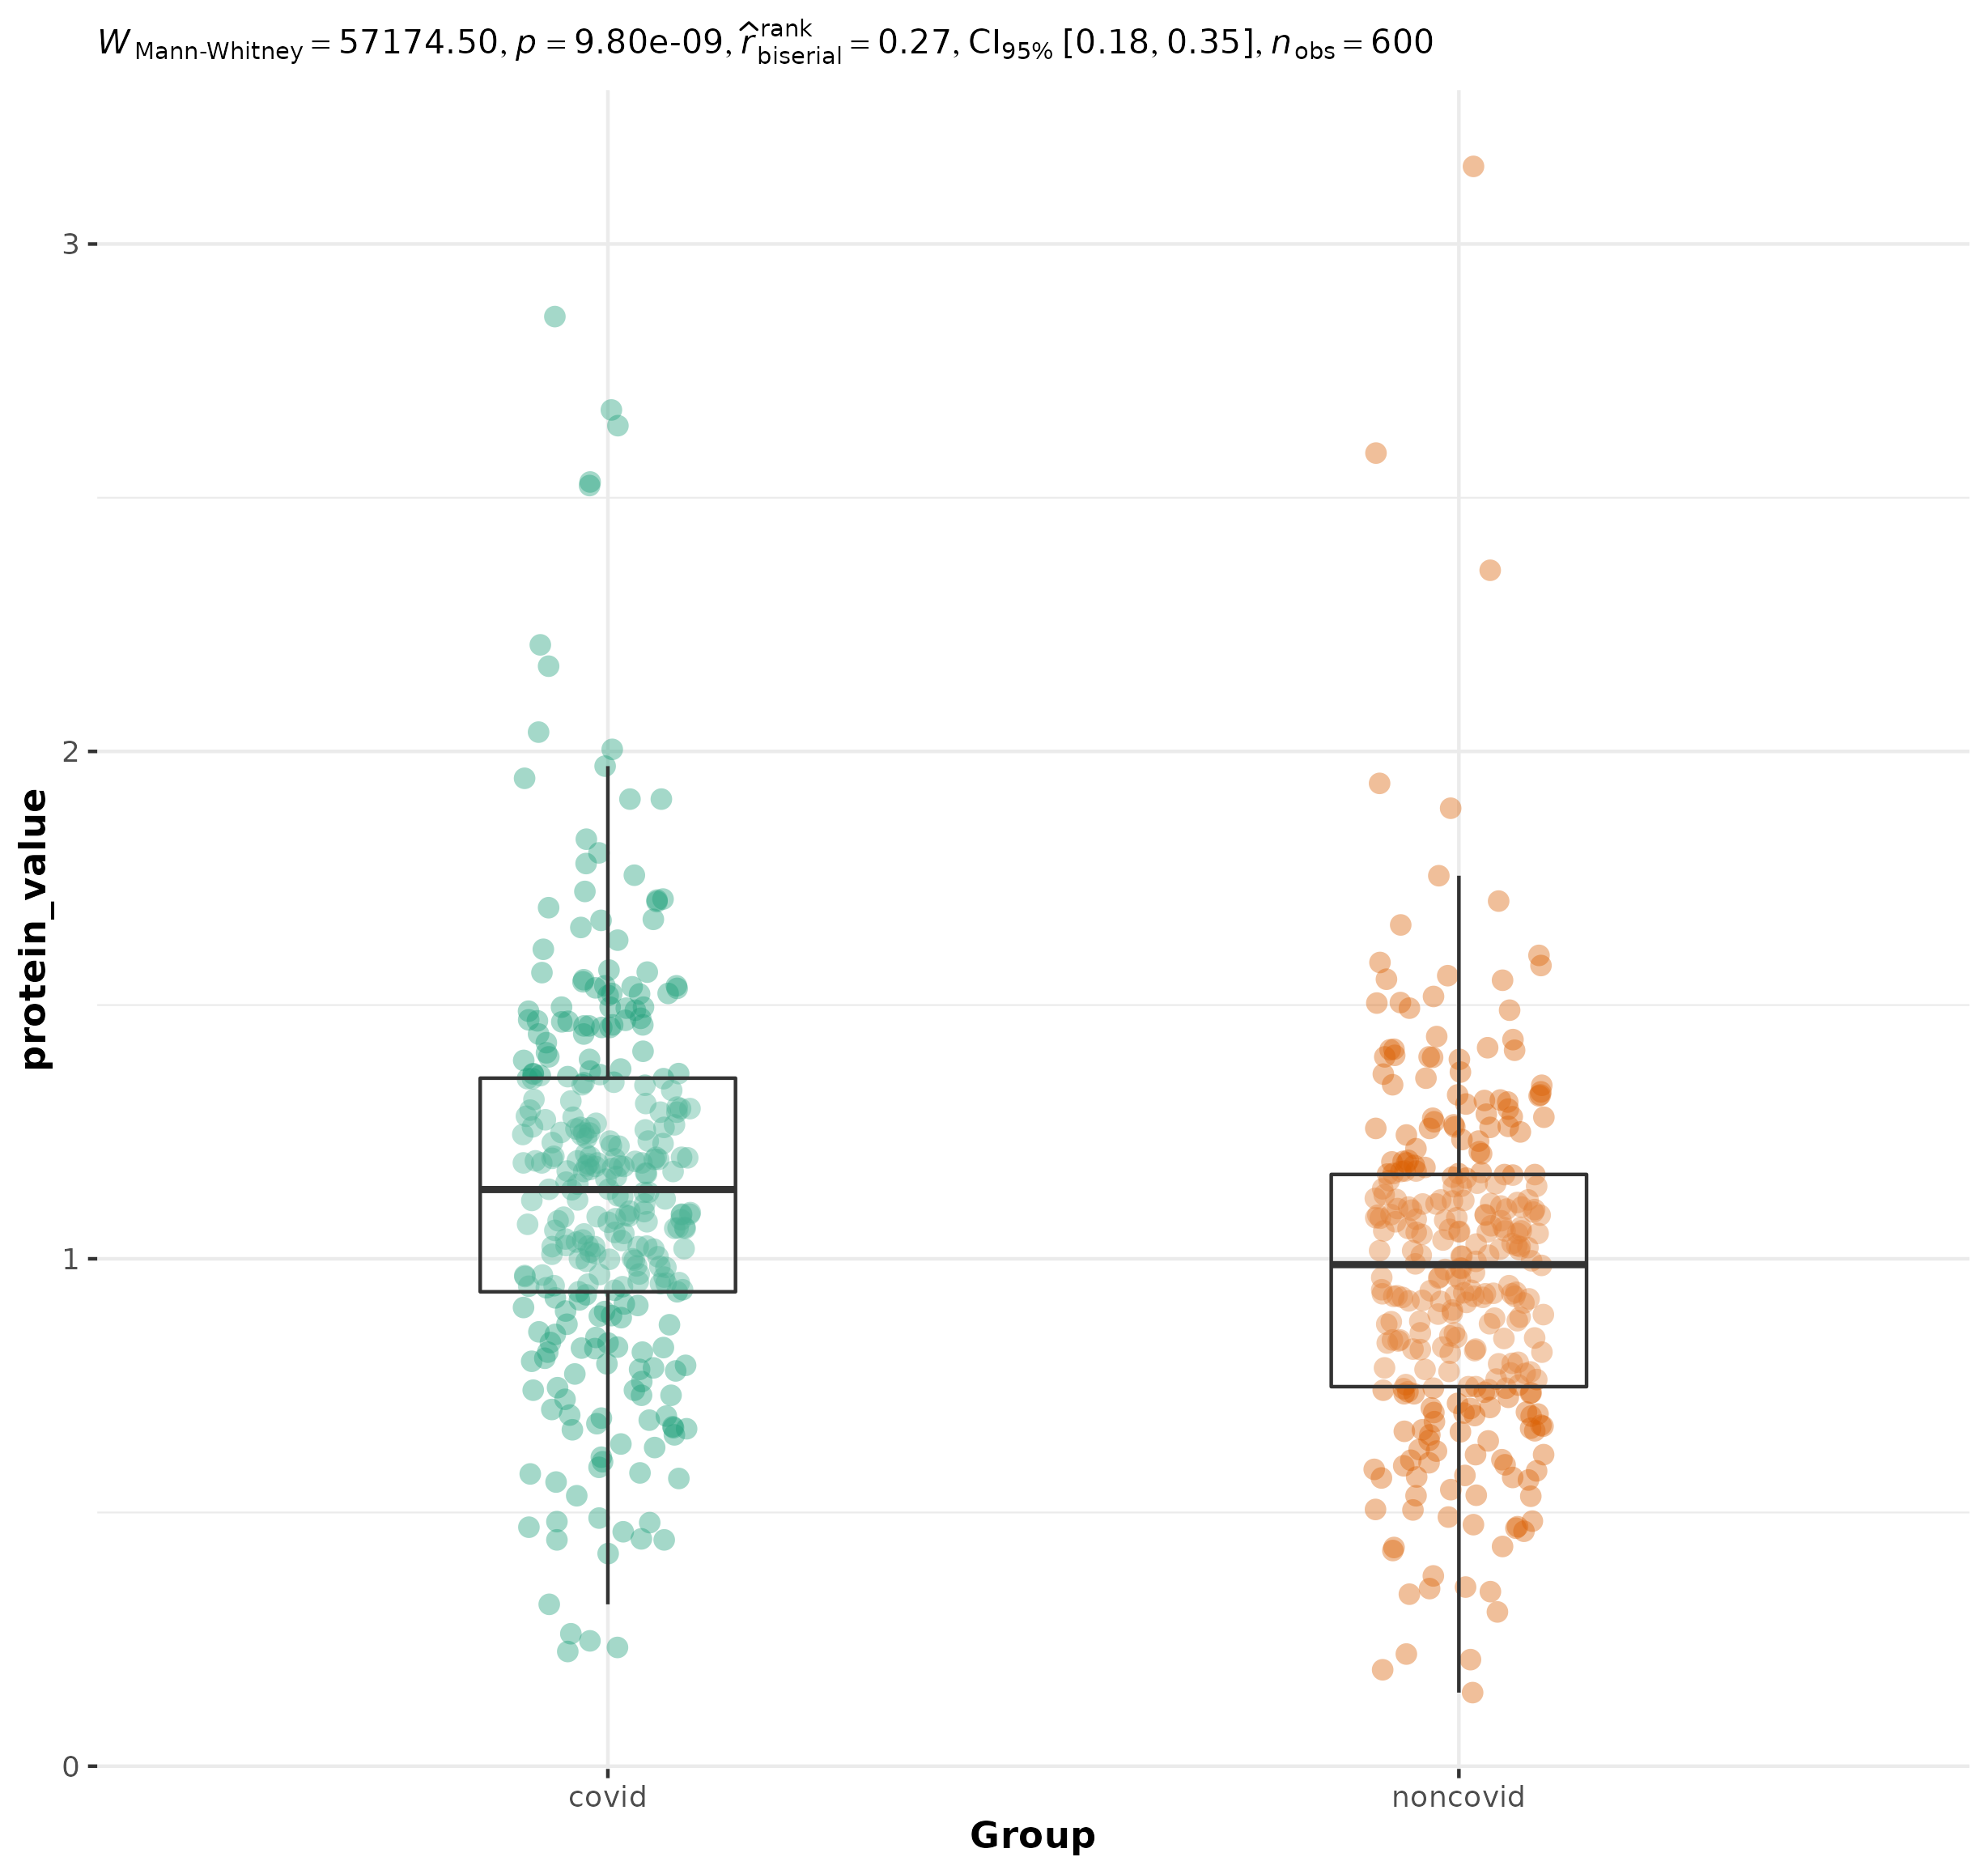 W Mann-Whitney = 57174.50, p = 9.80e-09, r̂ rank biserial = 0.27, CI95% [0.18, 0.35], n obs = 600
3
2
1
0
protein_value
covid noncovid
Group